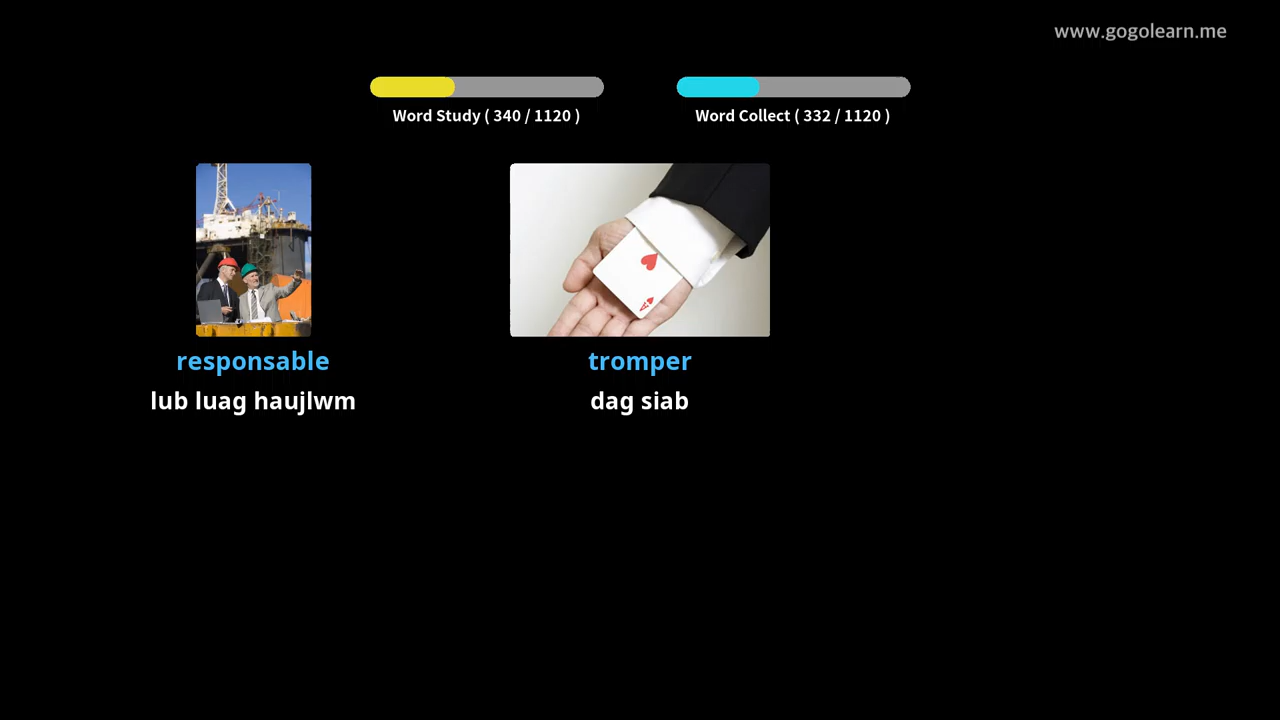 www.gogolearn.me
Word Study ( 340 / 1120 )
Word Collect ( 332 / 1120 )
responsable
lub luag haujlwm
tromper
dag siab
A